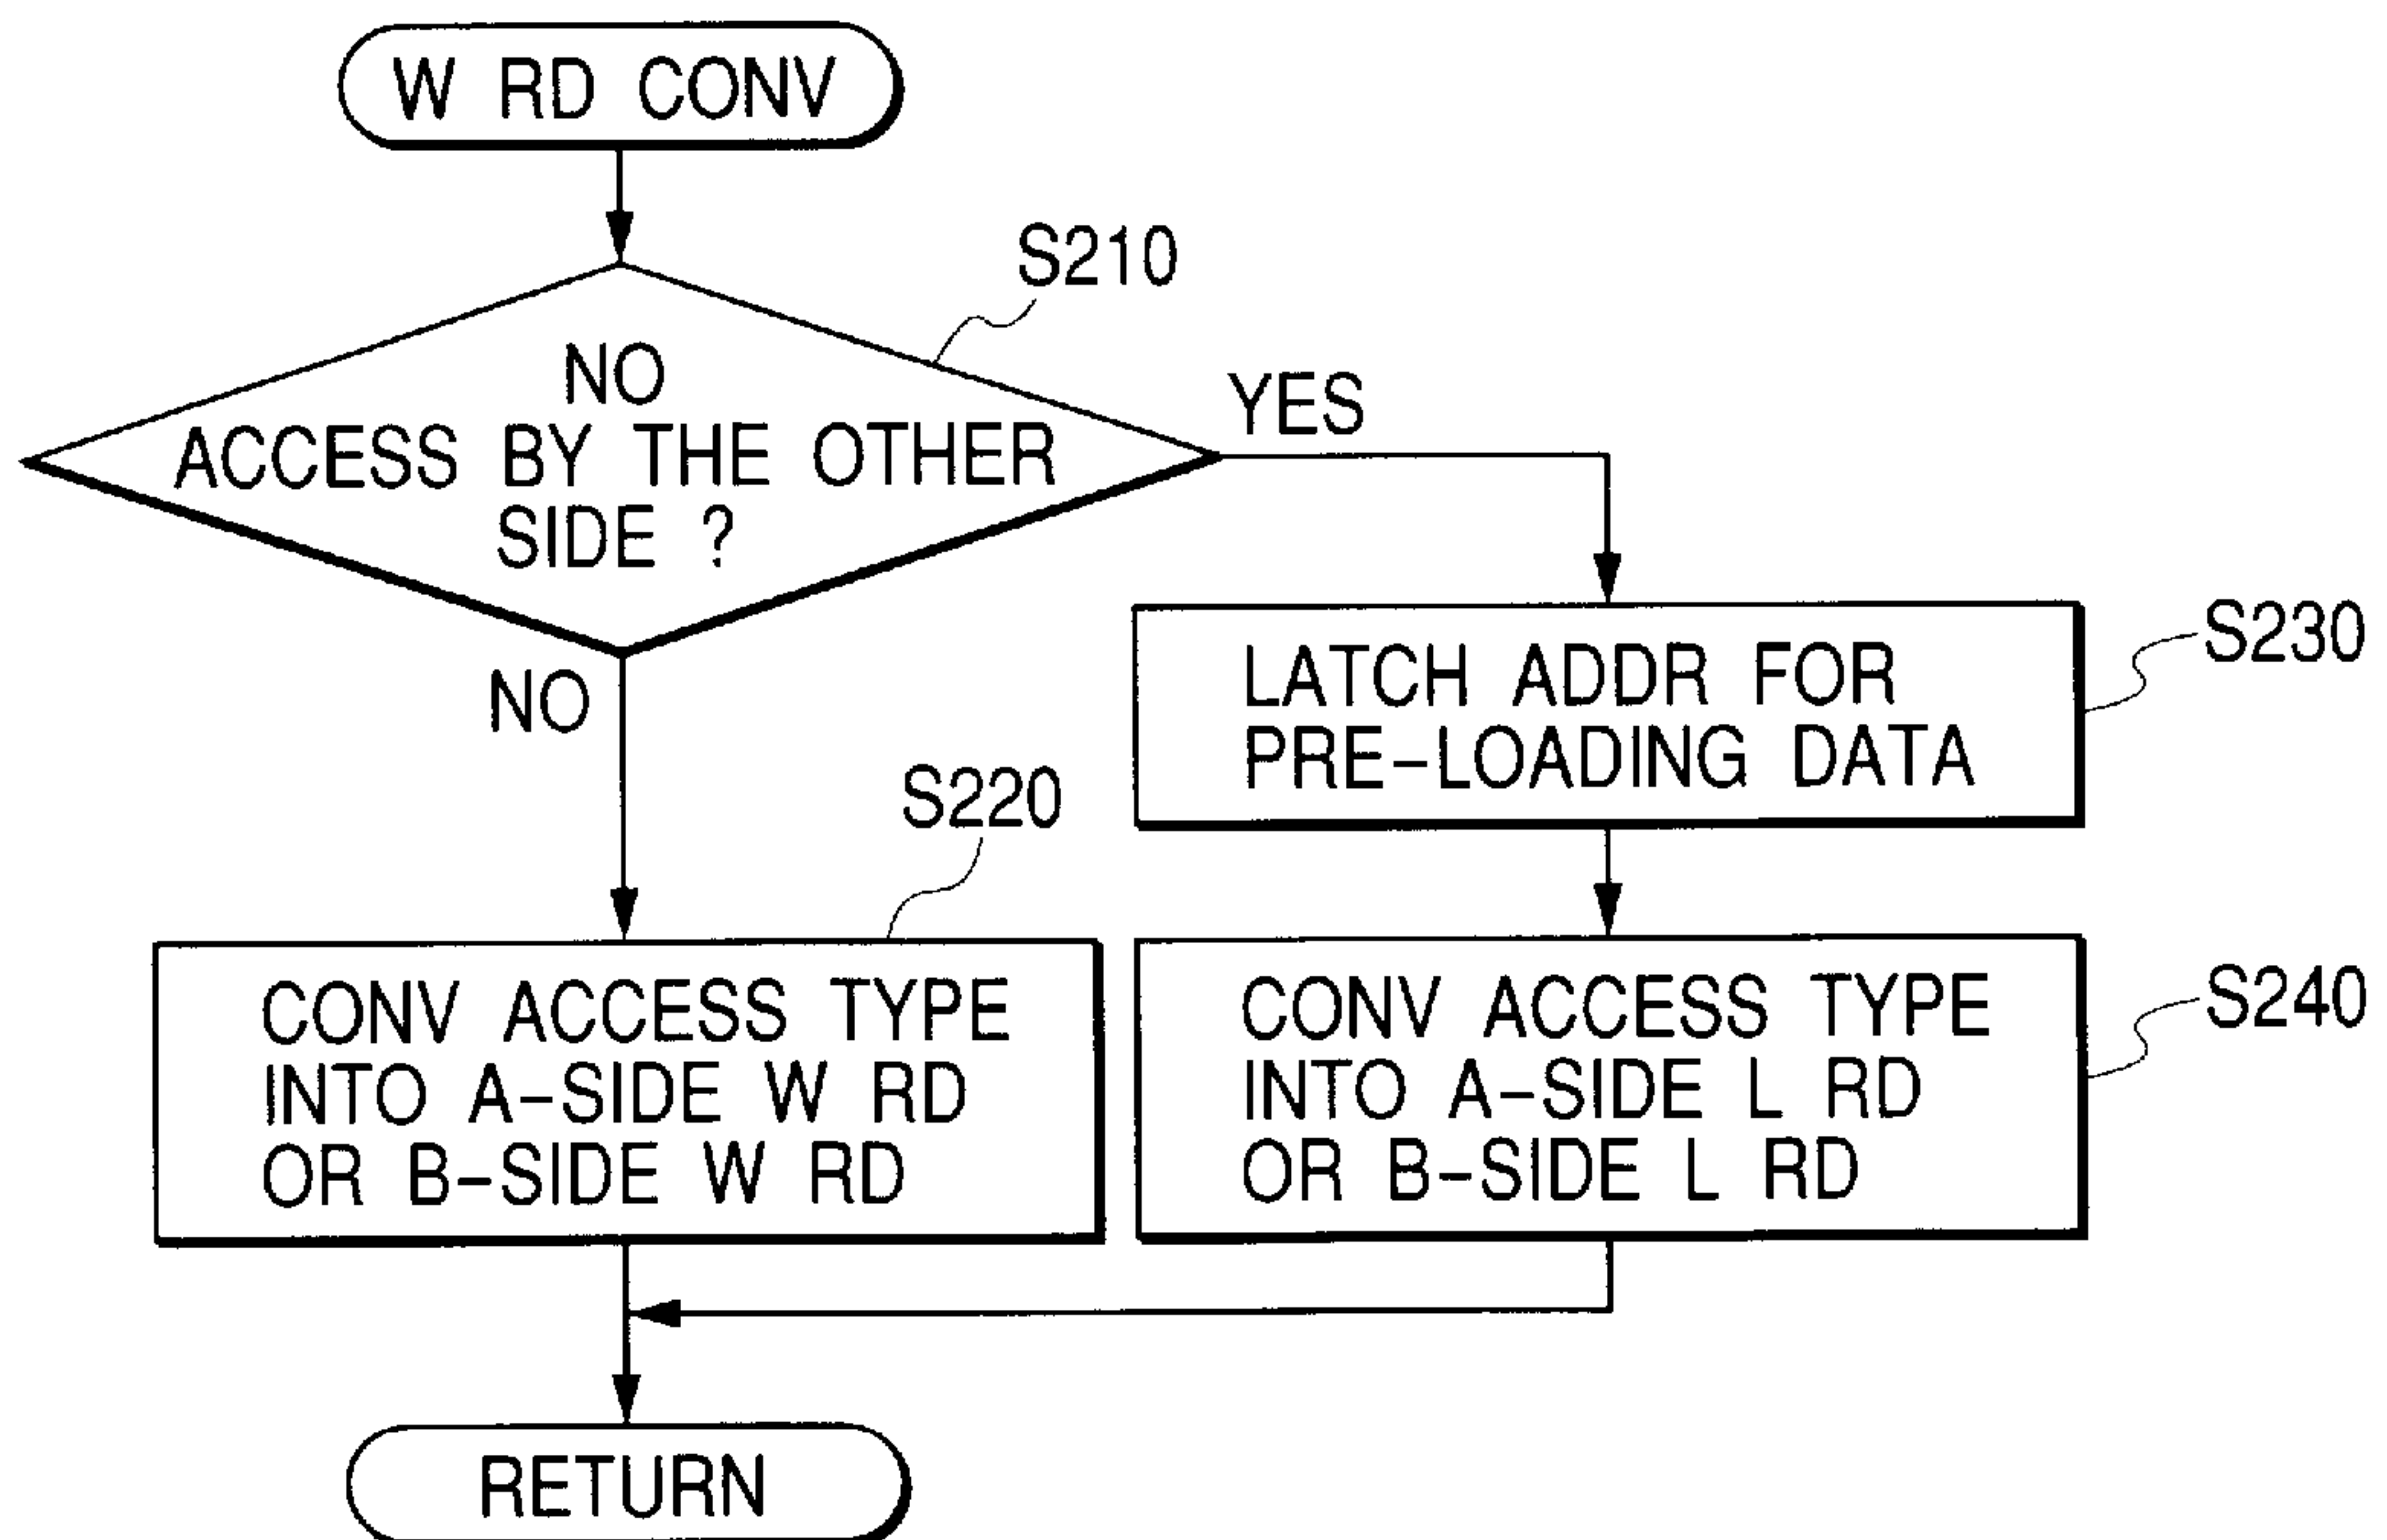 W RD CONV
S210
NO
ACCESS BY THE OTHER
SIDE ?
YES
NO
S230
LATCH ADDR FOR
PRE-LOADING DATA
S220
CONV ACCESS TYPE
INTO A-SIDE W RD
OR B-SIDE W RD
S240
CONV ACCESS TYPE
INTO A-SIDE L RD
OR B-SIDE L RD
RETURN